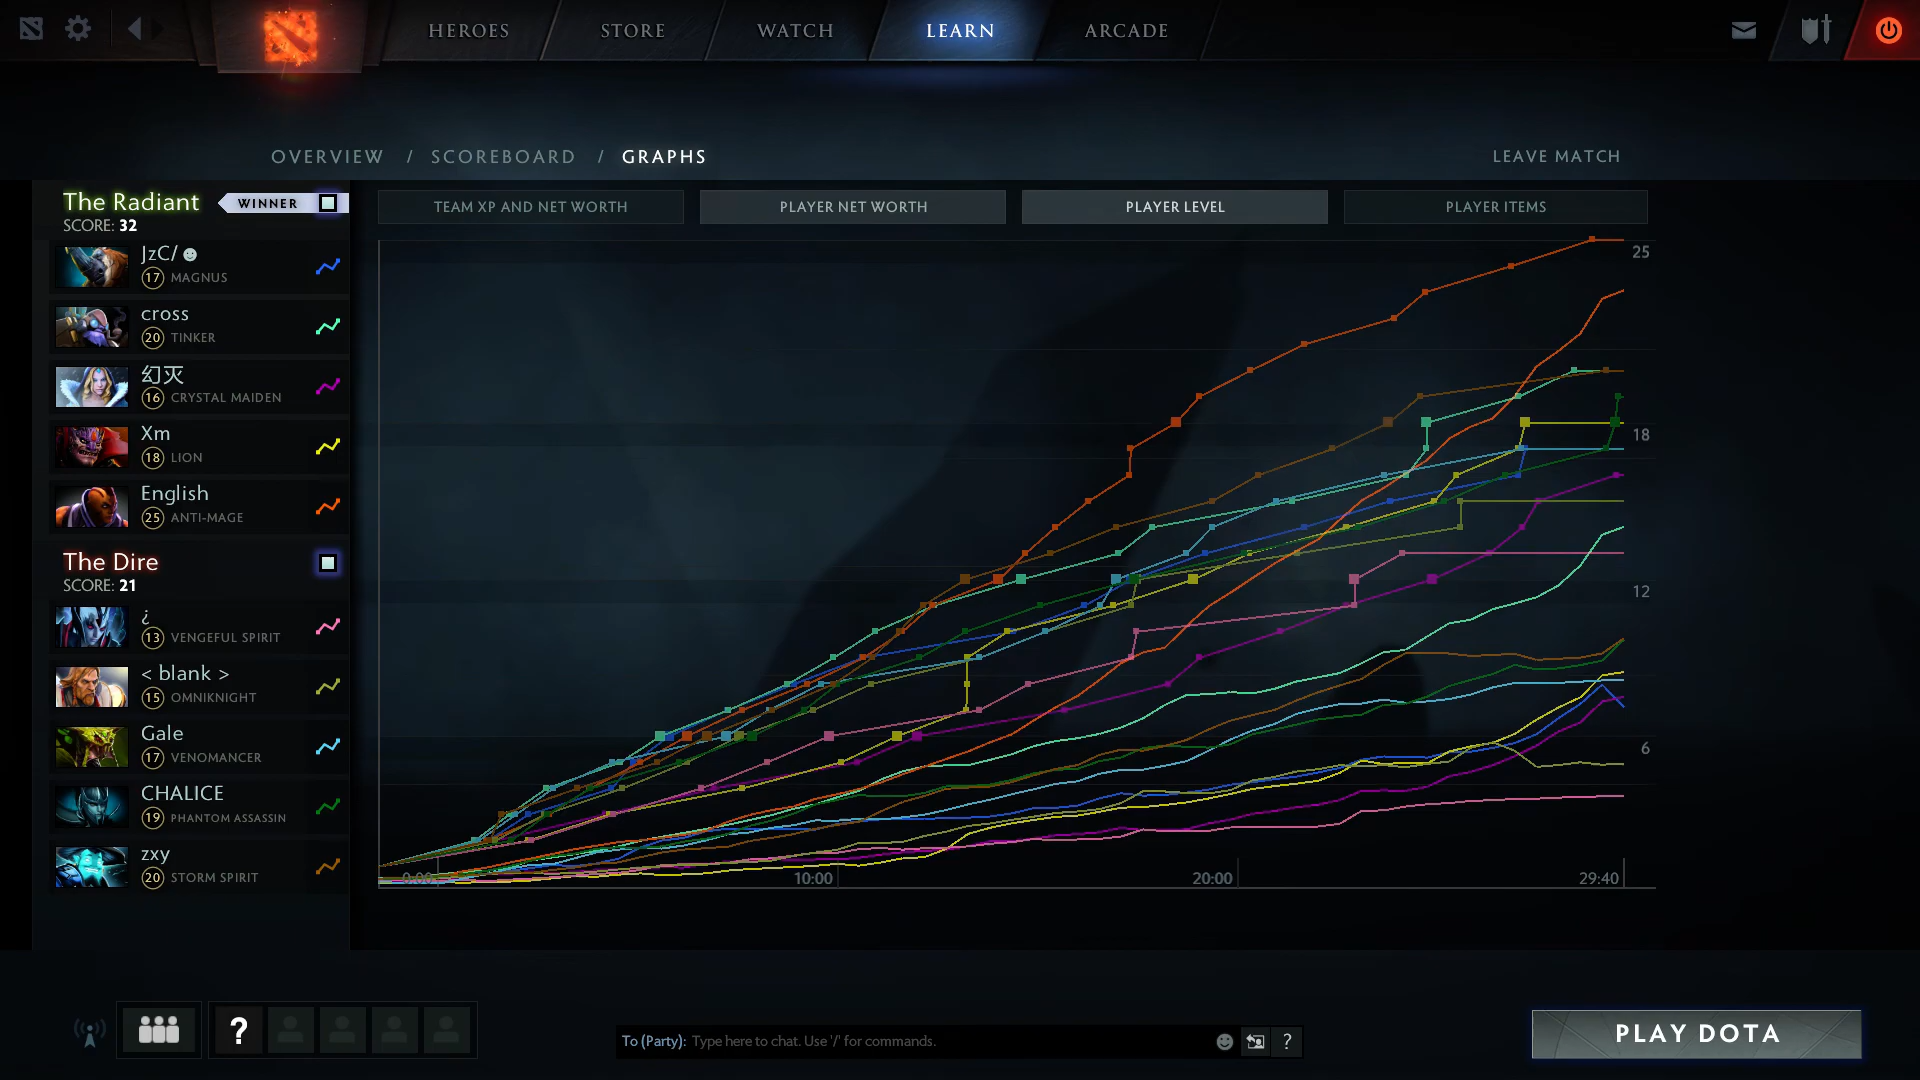 HEROES
STORE
WATCH
LEARN
ARCADE
OVERVIEW / SCOREBOARD / GRAPHS
LEAVE MATCH
The Radiant
WINNER
SCORE: 32
TEAM XP AND NET WORTH
PLAYER NET WORTH
PLAYER LEVEL
PLAYER ITEMS
JzC/☻
17 MAGNUS
cross
20 TINKER
幻灭
16 CRYSTAL MAIDEN
Xm
18 LION
English
25 ANTI-MAGE
The Dire
SCORE: 21
¿
13 VENGEFUL SPIRIT
< blank >
15 OMNIKNIGHT
Gale
17 VENOMANCER
CHALICE
19 PHANTOM ASSASSIN
zxy
20 STORM SPIRIT
25
18
12
6
0:00
10:00
20:00
29:40
?
To (Party): Type here to chat. Use '/' for commands.
?
PLAY DOTA